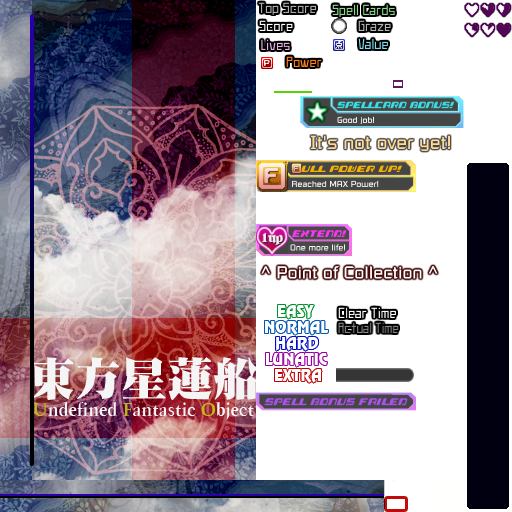 Top Score
Spell Cards
Score
Graze
Lives
Value
P
Power
SPELLCARD BONUS!
Good job!
It's not over yet!
F
FULL POWER UP!
Reached MAX Power!
1up
EXTEND!
One more life!
^ Point of Collection ^
EASY
NORMAL
HARD
LUNATIC
EXTRA
Clear Time
Actual Time
東方星蓮船
Undefined Fantastic Object
SPELL BONUS FAILED